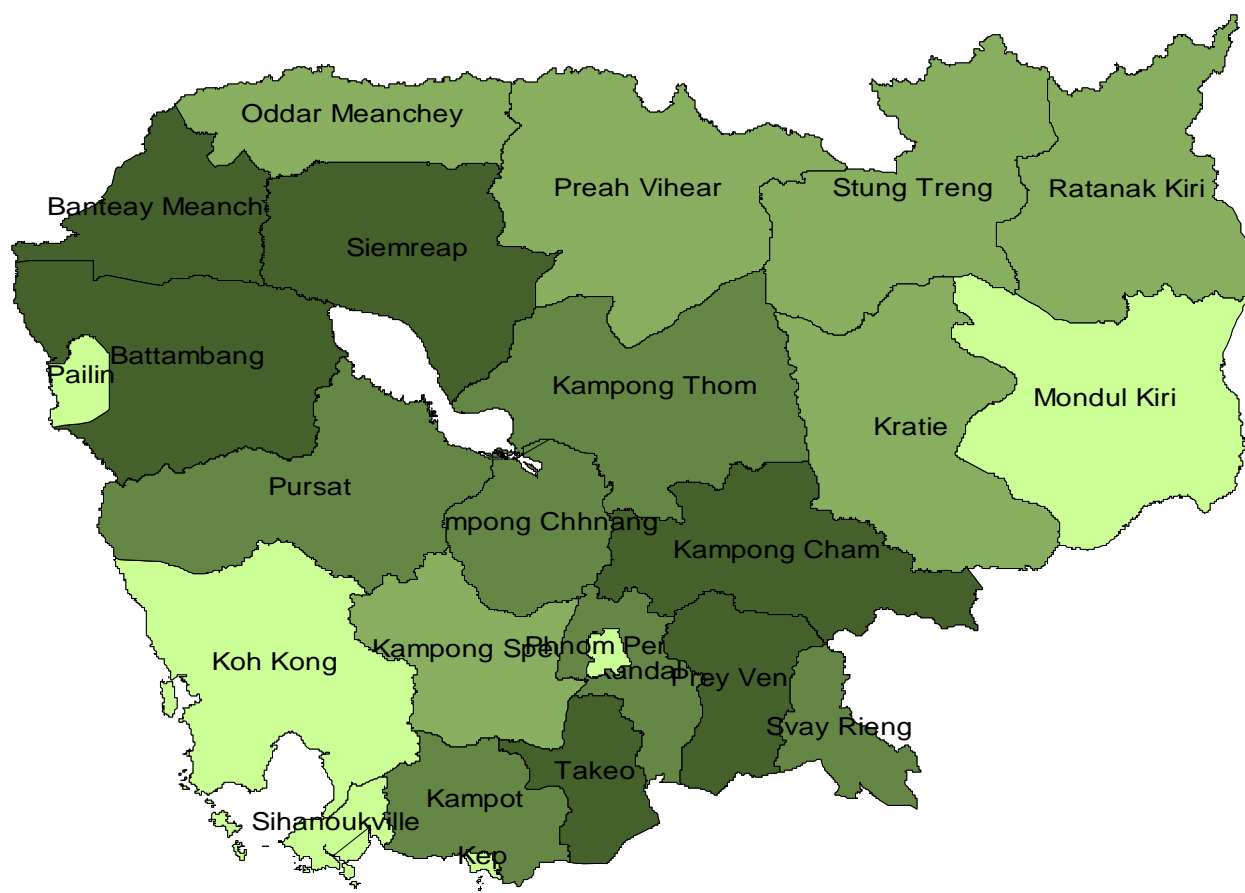 Oddar Meanchey
Preah Vihear
Stung Treng
Ratanak Kiri
Banteay Meanch
Siemreap
Battambang
Pailin
Kampong Thom
Mondul Kiri
Kratie
Pursat
mpong Chhnang
Kampong Cham
Kampong Spe
Phnom Pen
Kandal
Prey Ven
Koh Kong
Svay Rieng
Takeo
Kampot
Sihanoukville
Kep